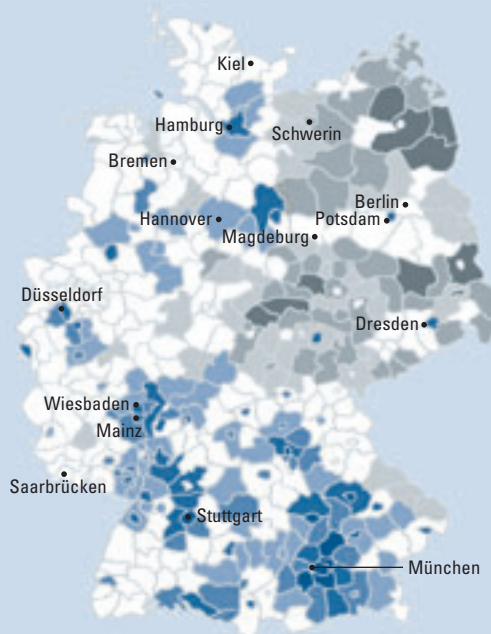 Kiel
Hamburg
Schwerin
Bremen
Berlin
Hannover
Potsdam
Magdeburg
Düsseldorf
Dresden
Wiesbaden
Mainz
Saarbrücken
Stuttgart
München